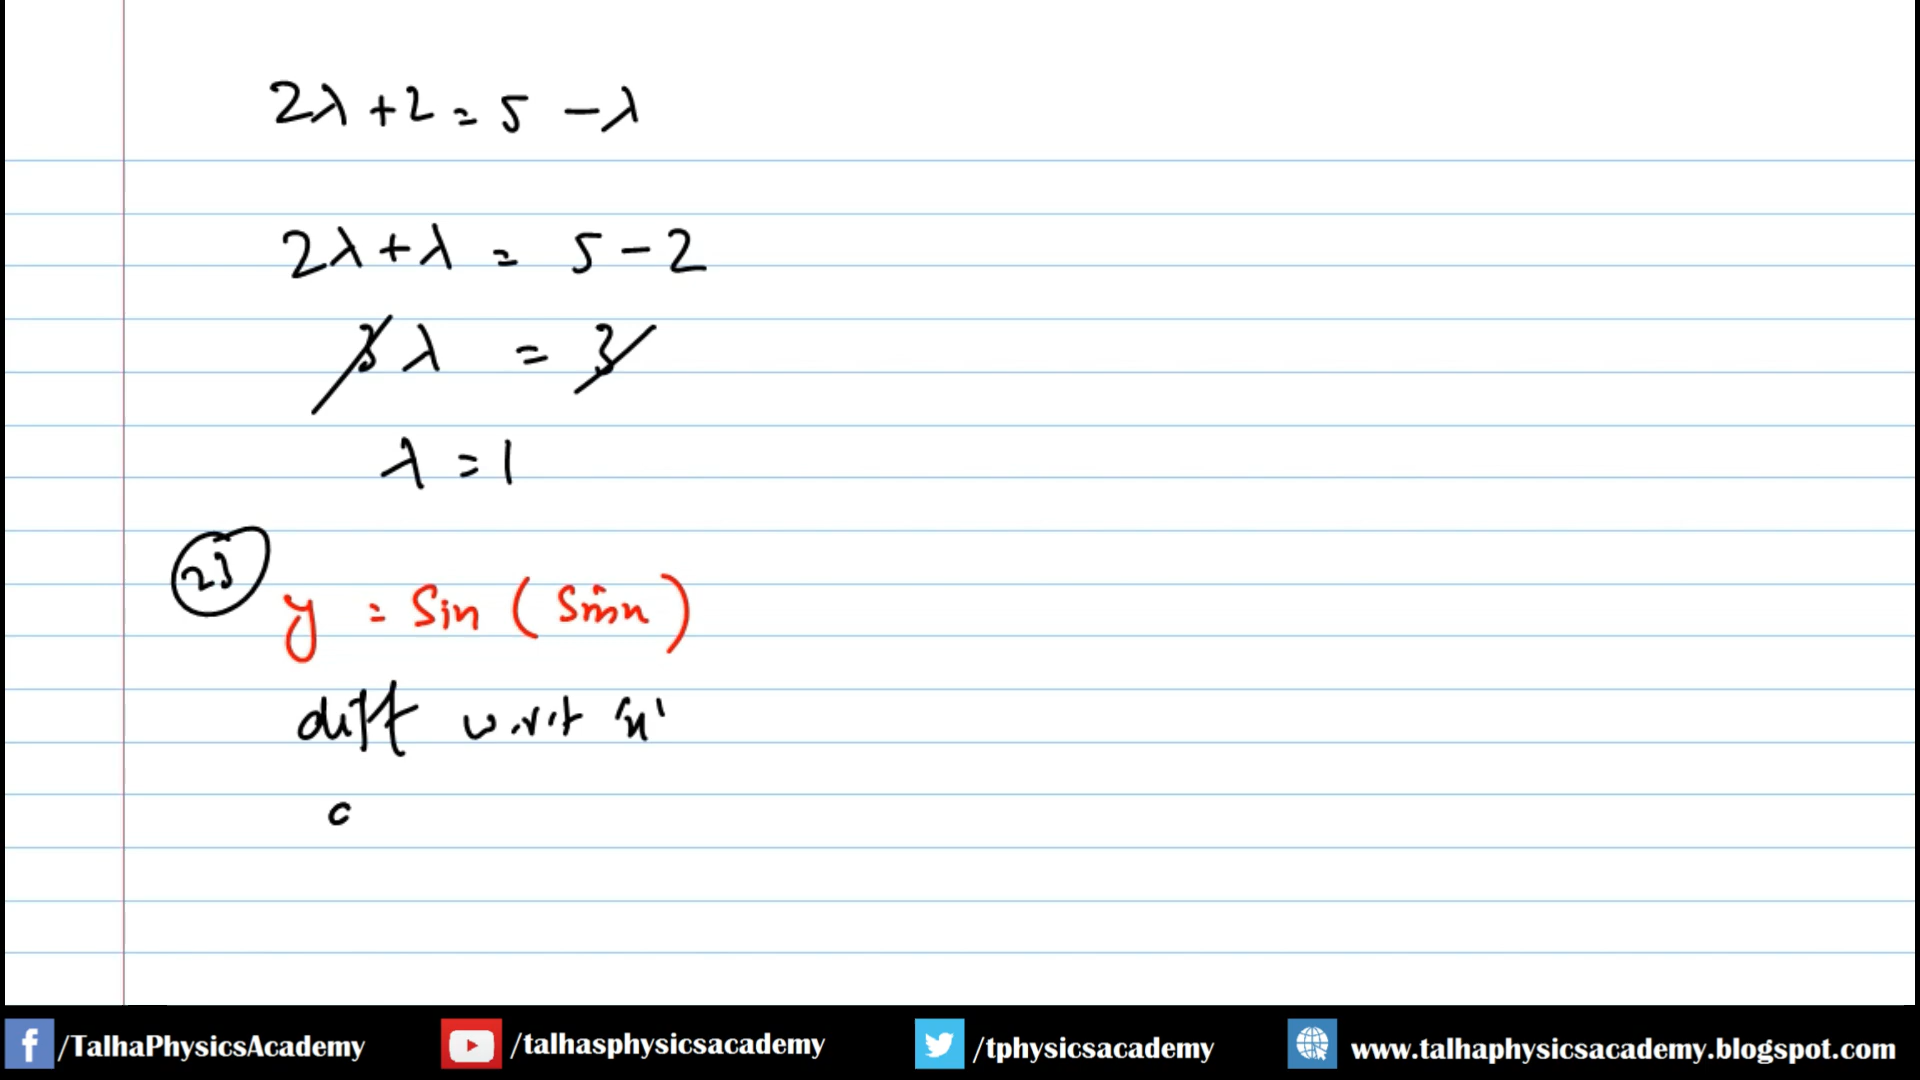 2λ + 2 = 5 - λ
2λ + λ = 5 - 2
3λ = 3
λ = 1
23
y = Sin (Sinx)
diff w.r.t 'x'
/TalhaPhysicsAcademy /talhasphysicsacademy /tphysicsacademy www.talhaphysicsacademy.blogspot.com